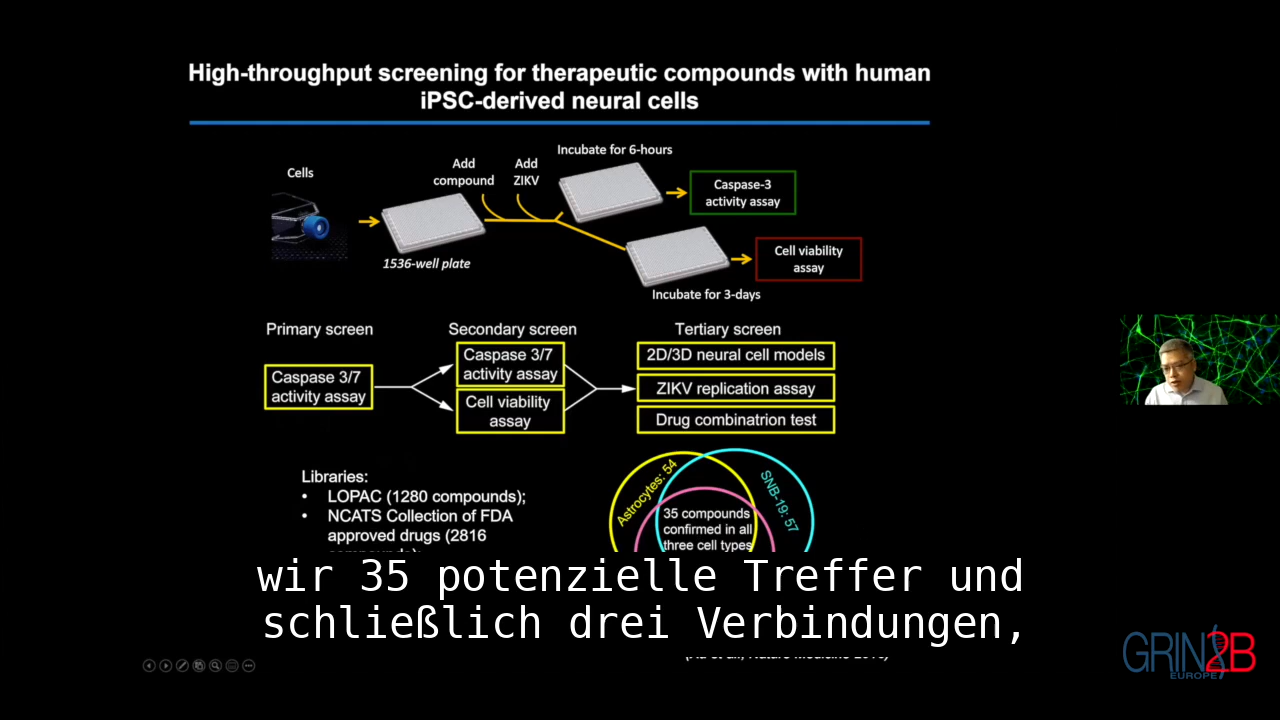 High-throughput screening for therapeutic compounds with human
iPSC-derived neural cells
Cells
Add
compound
Add
ZIKV
Incubate for 6-hours
Caspase-3
activity assay
1536-well plate
Cell viability
assay
Incubate for 3-days
Primary screen
Secondary screen
Tertiary screen
Caspase 3/7
activity assay
Caspase 3/7
activity assay
Cell viability
assay
2D/3D neural cell models
ZIKV replication assay
Drug combinatrion test
Libraries:
• LOPAC (1280 compounds);
• NCATS Collection of FDA
approved drugs (2816
Astrocytes: 54
SNB-19: 57
35 compounds
confirmed in all
three cell types
wir 35 potenzielle Treffer und
schließlich drei Verbindungen,
GRIN2B
EUROPE